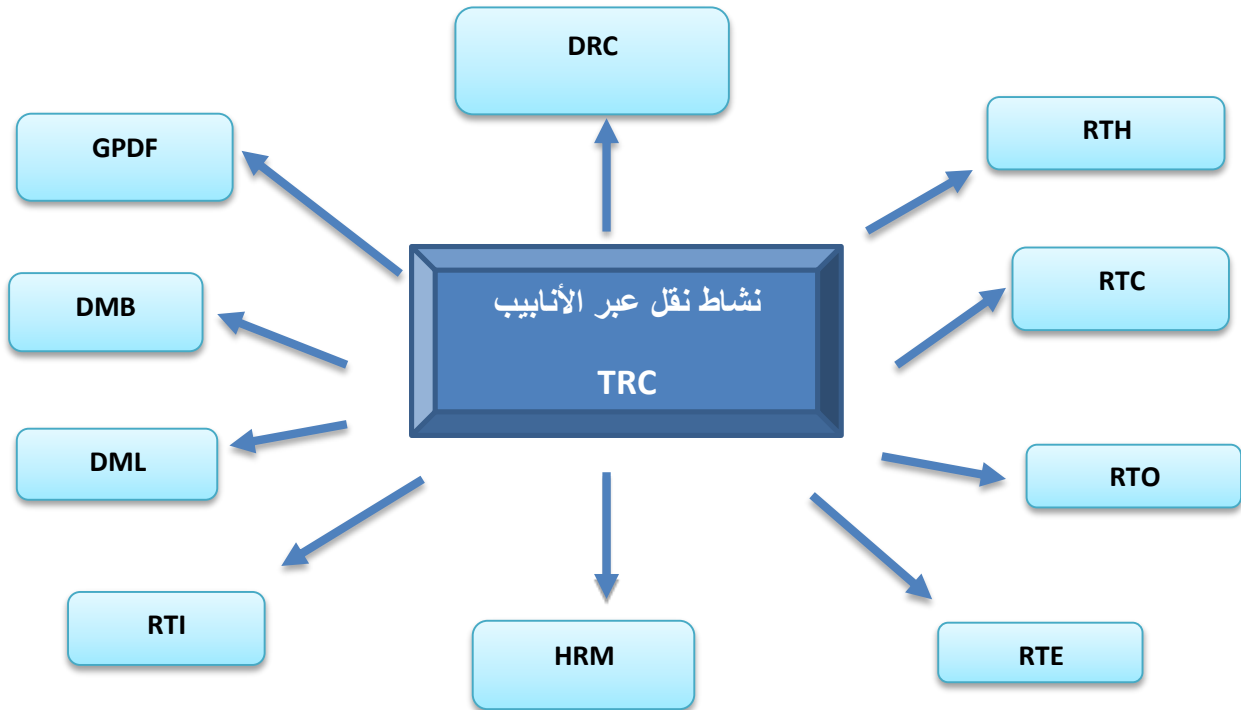 DRC
GPDF
RTH
نشاط نقل عبر الأنابيب
TRC
DMB
RTC
DML
RTO
RTI
HRM
RTE